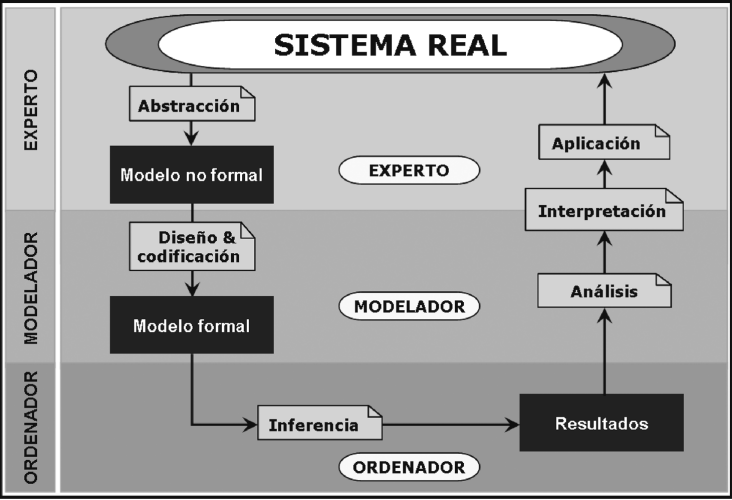 SISTEMA REAL
EXPERTO
Abstracción
Modelo no formal
EXPERTO
Aplicación
Interpretación
MODELADOR
Diseño &
codificación
Modelo formal
MODELADOR
Análisis
ORDENADOR
Inferencia
Resultados
ORDENADOR